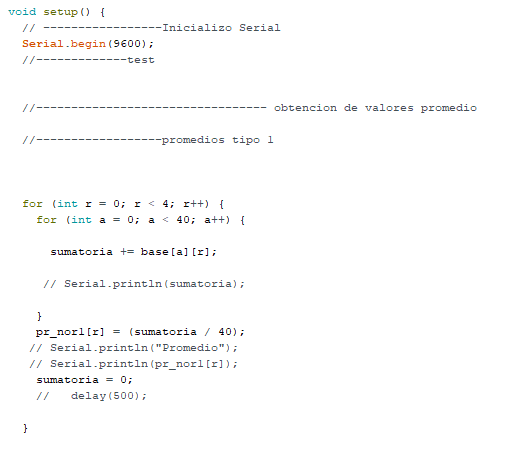 void setup() {
// -----------------Inicializo Serial
Serial.begin(9600);
//-------------test
//--------------------------------- obtencion de valores promedio
//------------------promedios tipo 1
for (int r = 0; r < 4; r++) {
for (int a = 0; a < 40; a++) {
sumatoria += base[a][r];
// Serial.println(sumatoria);
}
pr_nor1[r] = (sumatoria / 40);
// Serial.println("Promedio");
// Serial.println(pr_nor1[r]);
sumatoria = 0;
//   delay(500);
}